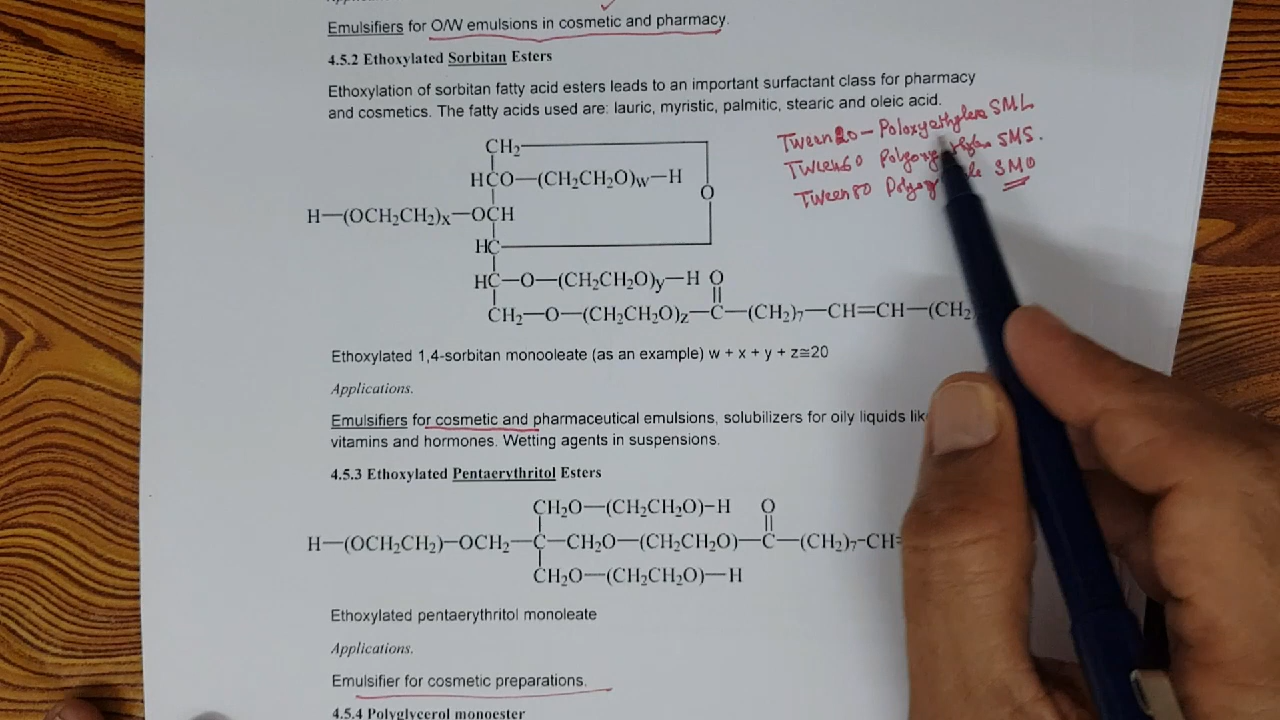 Emulsifiers for O/W emulsions in cosmetic and pharmacy.
4.5.2 Ethoxylated Sorbitan Esters
Ethoxylation of sorbitan fatty acid esters leads to an important surfactant class for pharmacy
and cosmetics. The fatty acids used are: lauric, myristic, palmitic, stearic and oleic acid.
Tween 20 - Poloxyethylene SML
Tween 60 SMS.
Tween 80 SMO
CH₂
HCO—(CH₂CH₂O)w—H
O
H—(OCH₂CH₂)x—OCH
HC
HC—O—(CH₂CH₂O)y—H O
CH₂—O—(CH₂CH₂O)z—C—(CH₂)₇—CH=CH—(CH₂
Ethoxylated 1,4-sorbitan monooleate (as an example) w + x + y + z≅20
Applications.
Emulsifiers for cosmetic and pharmaceutical emulsions, solubilizers for oily liquids
vitamins and hormones. Wetting agents in suspensions.
4.5.3 Ethoxylated Pentaerythritol Esters
CH₂O—(CH₂CH₂O)—H O
H—(OCH₂CH₂)—OCH₂—C—CH₂O—(CH₂CH₂O)—C—(CH₂)₇—CH=
CH₂O—(CH₂CH₂O)—H
Ethoxylated pentaerythritol monoleate
Applications.
Emulsifier for cosmetic preparations.
4.5.4 Polyglycerol monoester